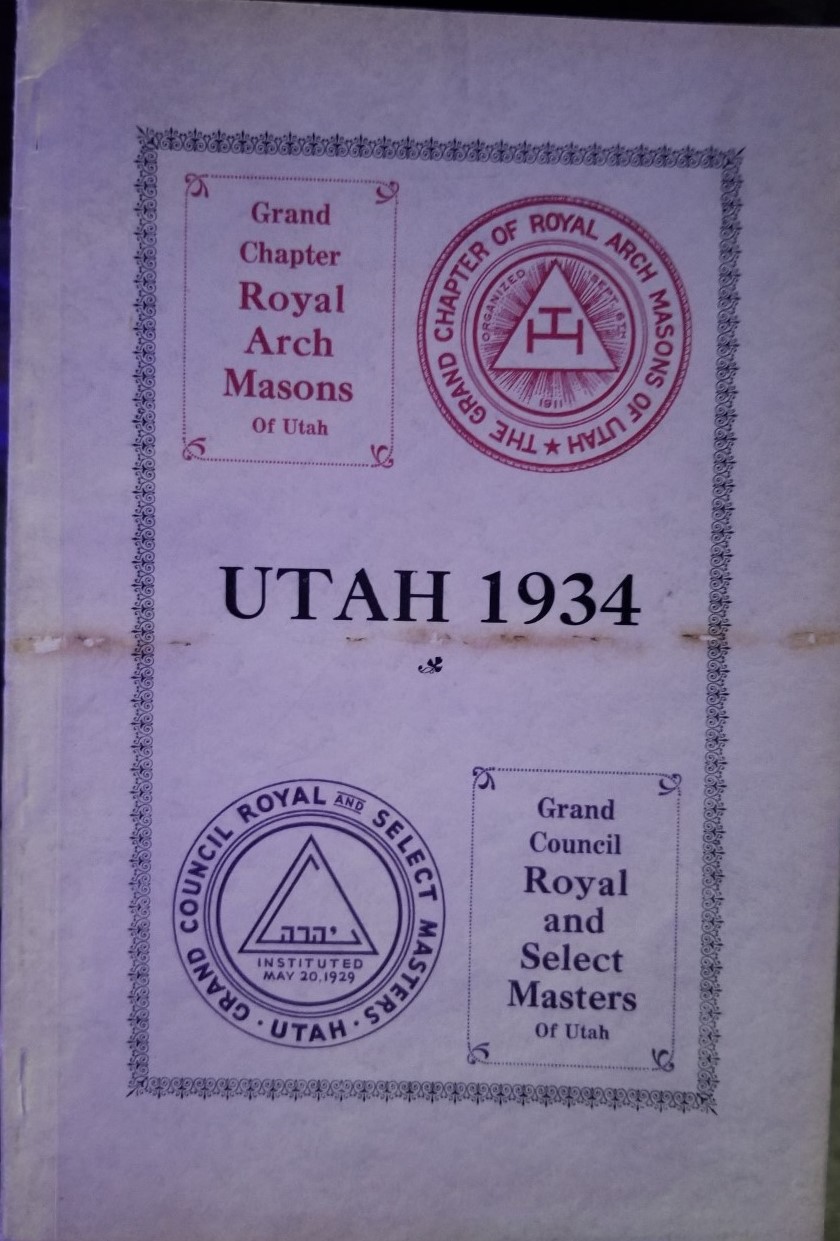 Grand
Chapter
Royal
Arch
Masons
Of Utah
THE GRAND CHAPTER OF ROYAL ARCH MASONS OF UTAH ★
ORGANIZED SEPT. 6TH
1911
UTAH 1934
GRAND COUNCIL ROYAL AND SELECT MASTERS · UTAH ·
INSTITUTED
MAY 20, 1929
Grand
Council
Royal
and
Select
Masters
Of Utah